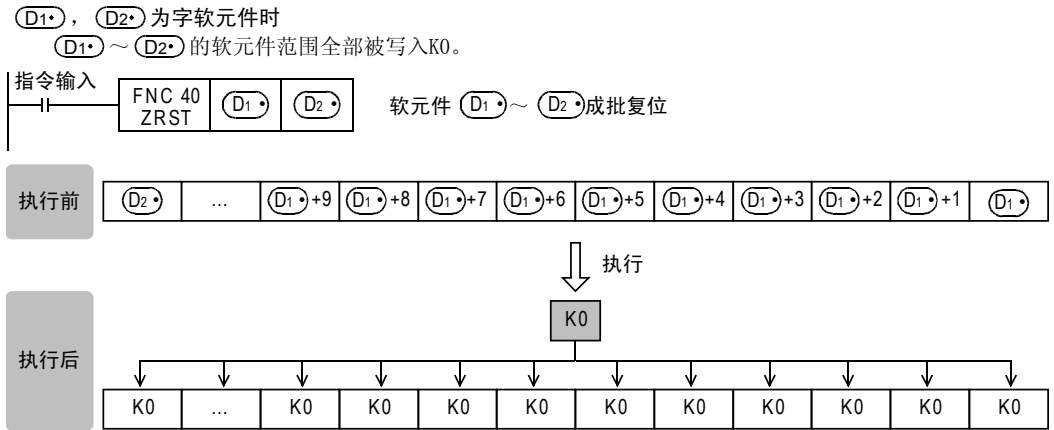 (D1•), (D2•)为字软元件时
(D1•)～(D2•)的软元件范围全部被写入K0。
指令输入
FNC 40 ZRST (D1•) (D2•) 软元件 (D1•)～(D2•)成批复位
执行前 (D2•) … (D1•)+9 (D1•)+8 (D1•)+7 (D1•)+6 (D1•)+5 (D1•)+4 (D1•)+3 (D1•)+2 (D1•)+1 (D1•)
执行
K0
执行后
K0 … K0 K0 K0 K0 K0 K0 K0 K0 K0 K0